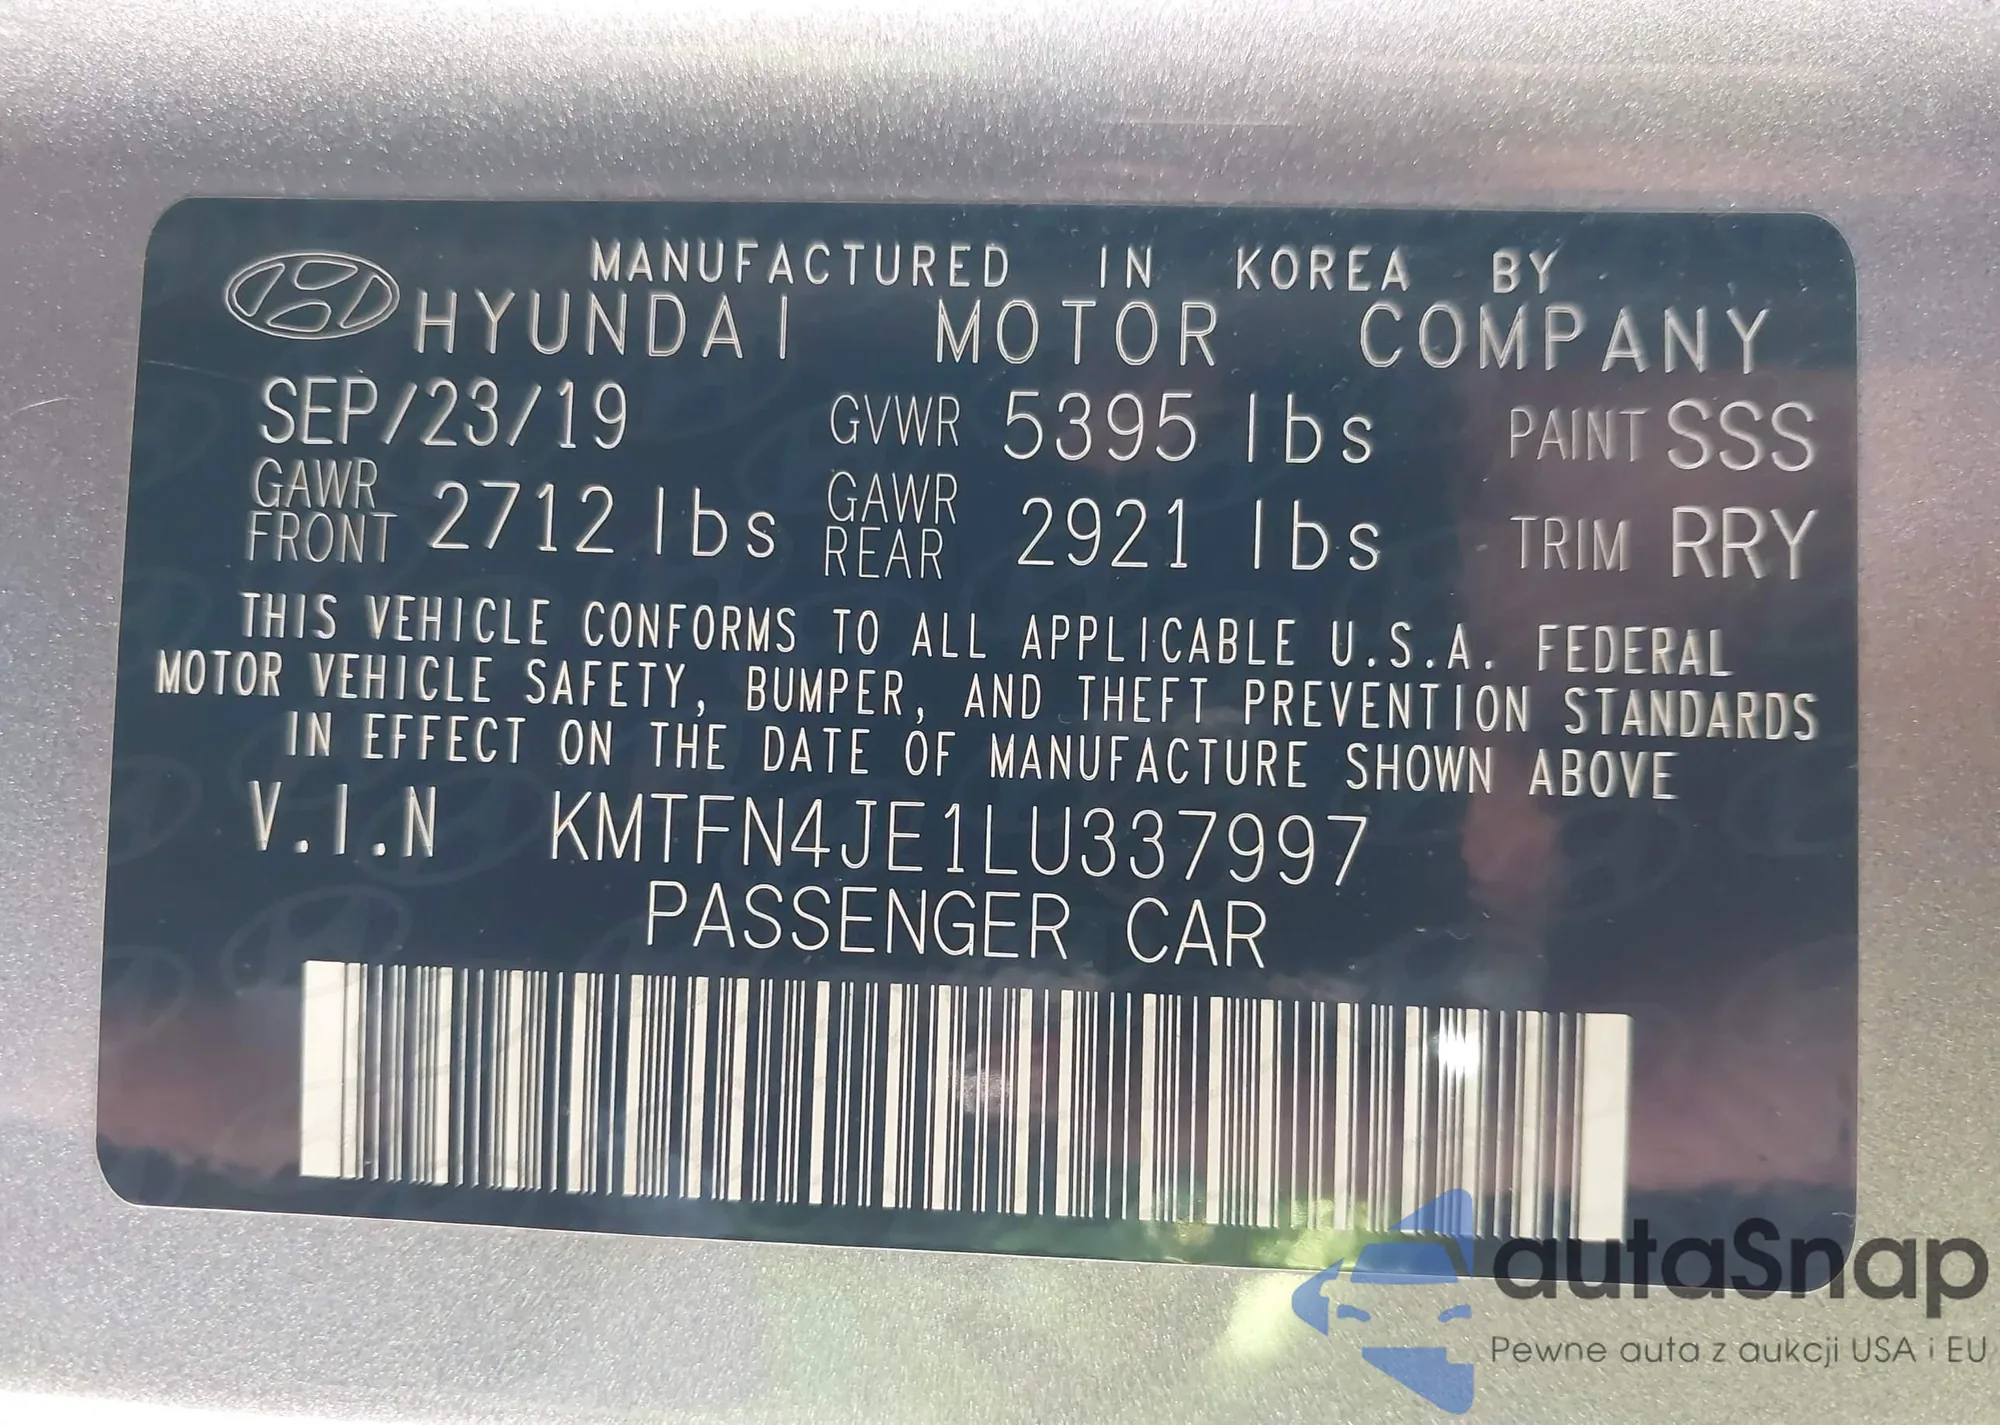 MANUFACTURED IN KOREA BY
HYUNDAI MOTOR COMPANY
SEP/23/19 GVWR 5395 lbs PAINT SSS
GAWR FRONT 2712 lbs GAWR REAR 2921 lbs TRIM RRY
THIS VEHICLE CONFORMS TO ALL APPLICABLE U.S.A. FEDERAL
MOTOR VEHICLE SAFETY, BUMPER, AND THEFT PREVENTION STANDARDS
IN EFFECT ON THE DATE OF MANUFACTURE SHOWN ABOVE
V.I.N KMTFN4JE1LU337997
PASSENGER CAR
autaSnap
Pewne auta z aukcji USA i EU